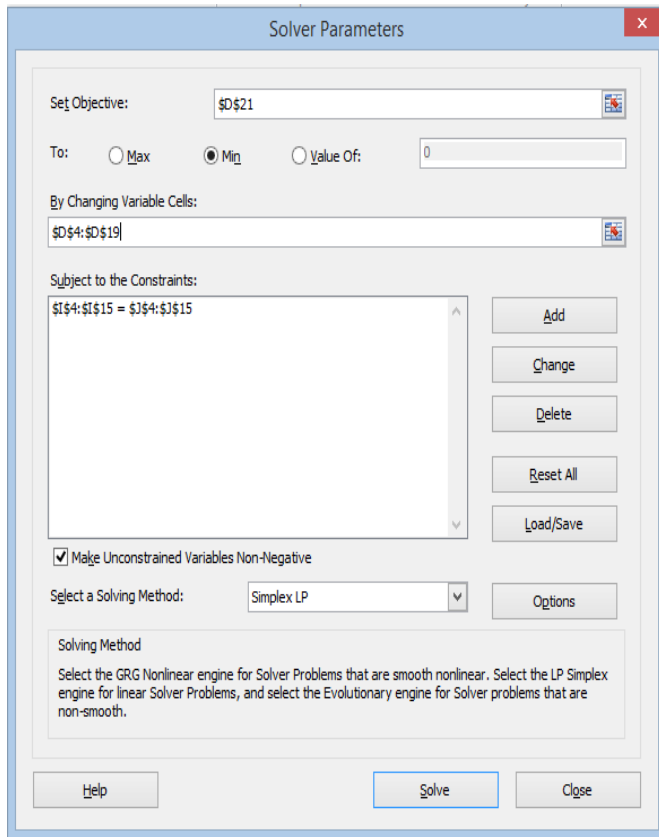 Solver Parameters
x
Set Objective:
$D$21
To:
Max
Min
Value Of:
0
By Changing Variable Cells:
$D$4:$D$19
Subject to the Constraints:
$I$4:$I$15 = $J$4:$J$15
Add
Change
Delete
Reset All
Load/Save
Make Unconstrained Variables Non-Negative
Select a Solving Method:
Simplex LP
Options
Solving Method
Select the GRG Nonlinear engine for Solver Problems that are smooth nonlinear. Select the LP Simplex
engine for linear Solver Problems, and select the Evolutionary engine for Solver problems that are
non-smooth.
Help
Solve
Close